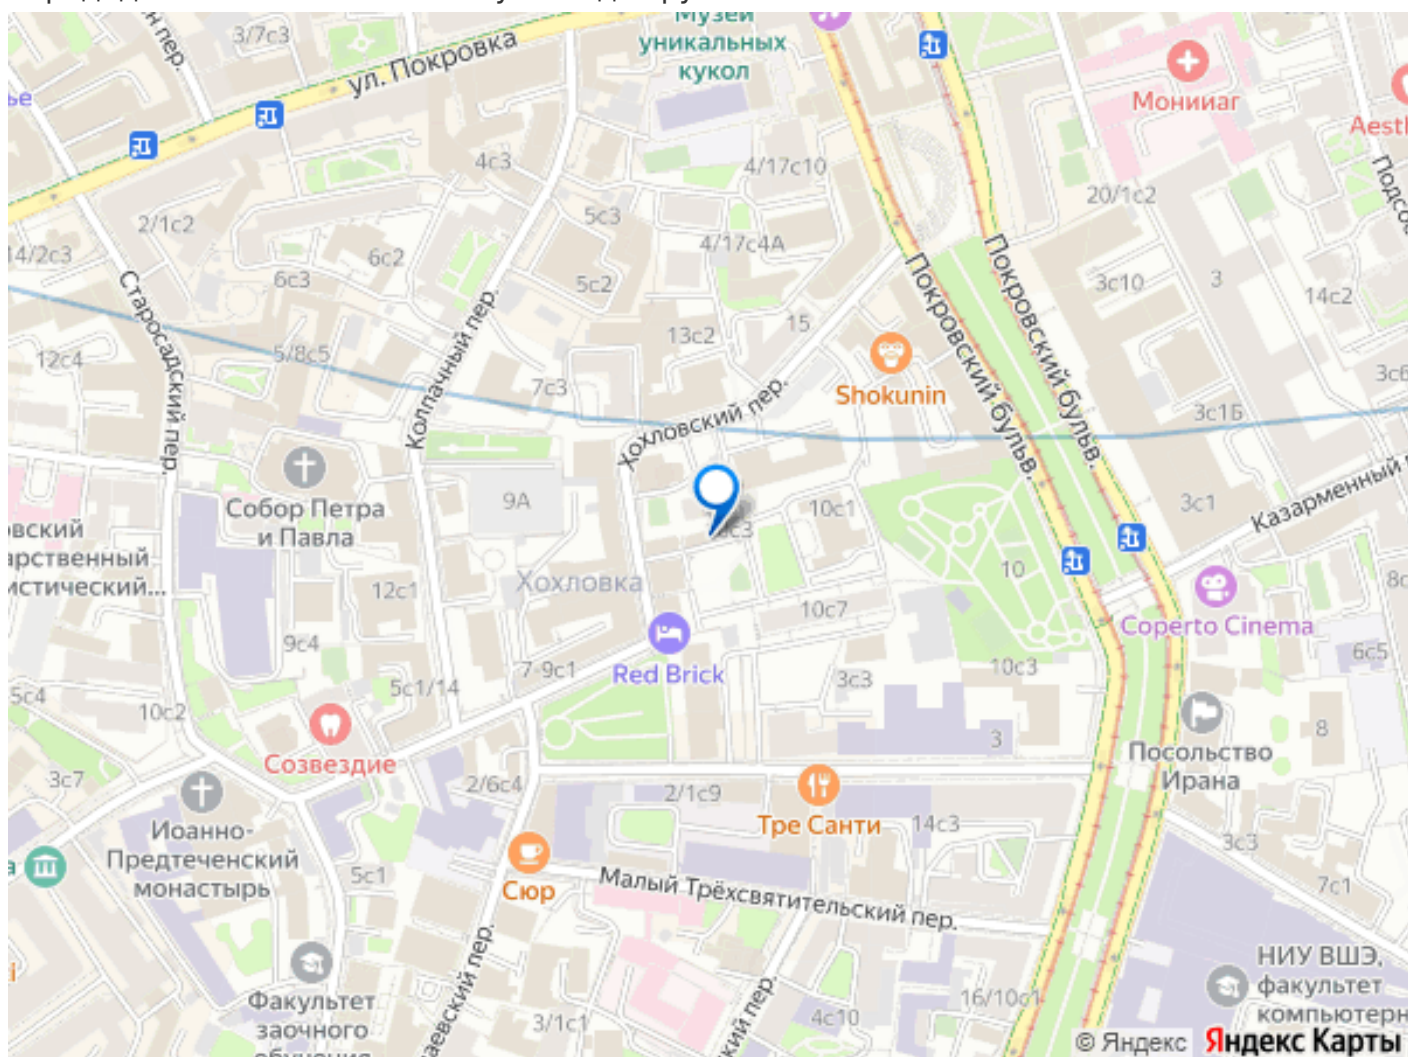 Музей
уникальных
кукол
3/7с3
ул. Покровка
Мониаг
4с3
4/17с10
20/1с2
2/1с2
5с3
4/17с4А
14/2с3
6с2
6с3
5с2
3с10
3
14с2
Старосадский пер.
Колпачный пер.
Покровский бульв.
Покровский бульв.
13с2
15
12с4
5/8с5
7с3
Shokunin
3с1Б
Хохловский пер.
Собор Петра
и Павла
9А
10с1
3с1
Казарменный
Хохловка
12с1
10
10с7
Coperto Cinema
9с4
7-9с1
Red Brick
5с1/14
3с3
10с3
6с5
5с4
10с2
Созвездие
3
Посольство
Ирана
8
3с7
2/6с4
2/1с9
Тре Санти
14с3
3с3
Иоанно-
Предтеченский
монастырь
5с1
Сюр
Малый Трёхсвятительский пер.
7с1
Факультет
заочного
обучения
3/1с1
4с10
16/10с1
НИУ ВШЭ,
факультет
© Яндекс Яндекс Карты